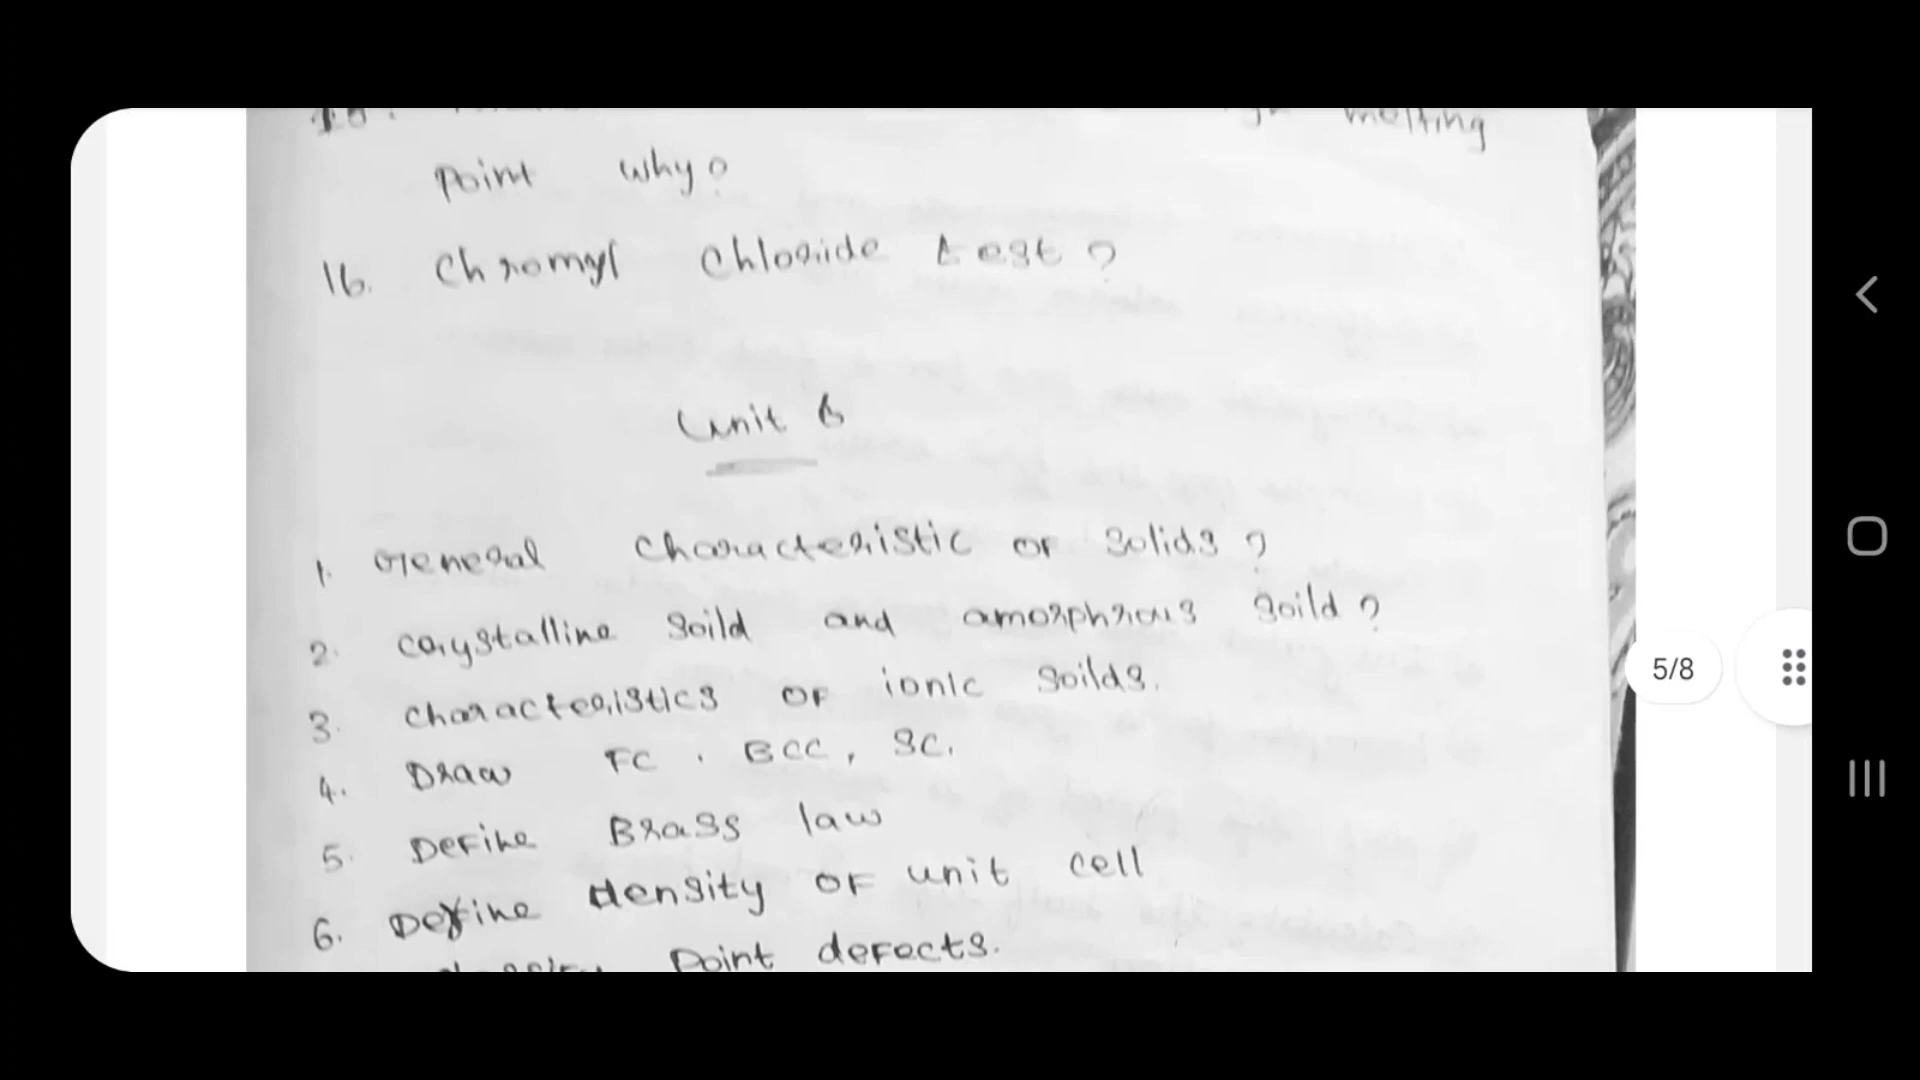 melting
Point why?
16. Chromyl Chloride test?
Unit 6
1. General characteristic of solids?
2. crystalline soild and amorphrous soild?
3. characteristics of ionic soilds.
4. Draw FC . BCC, SC.
5. Define Brass law
6. Define density of unit cell
Point defects.
5/8